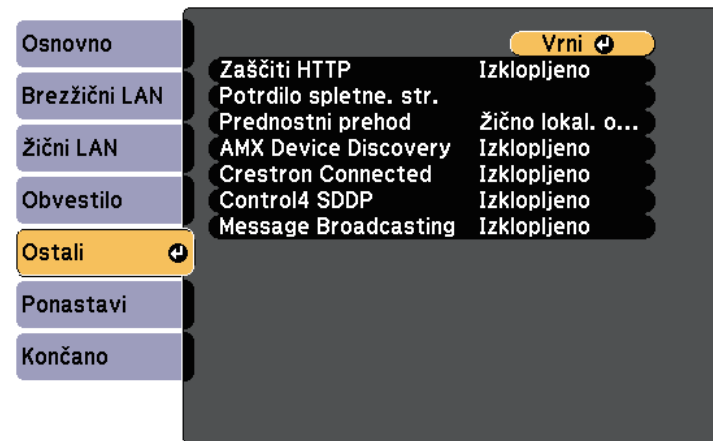 Osnovno
Brezžični LAN
Žični LAN
Obvestilo
Ostali
Ponastavi
Končano
Vrni
Zaščiti HTTP Izklopljeno
Potrdilo spletne. str.
Prednostni prehod Žično lokal. o...
AMX Device Discovery Izklopljeno
Crestron Connected Izklopljeno
Control4 SDDP Izklopljeno
Message Broadcasting Izklopljeno